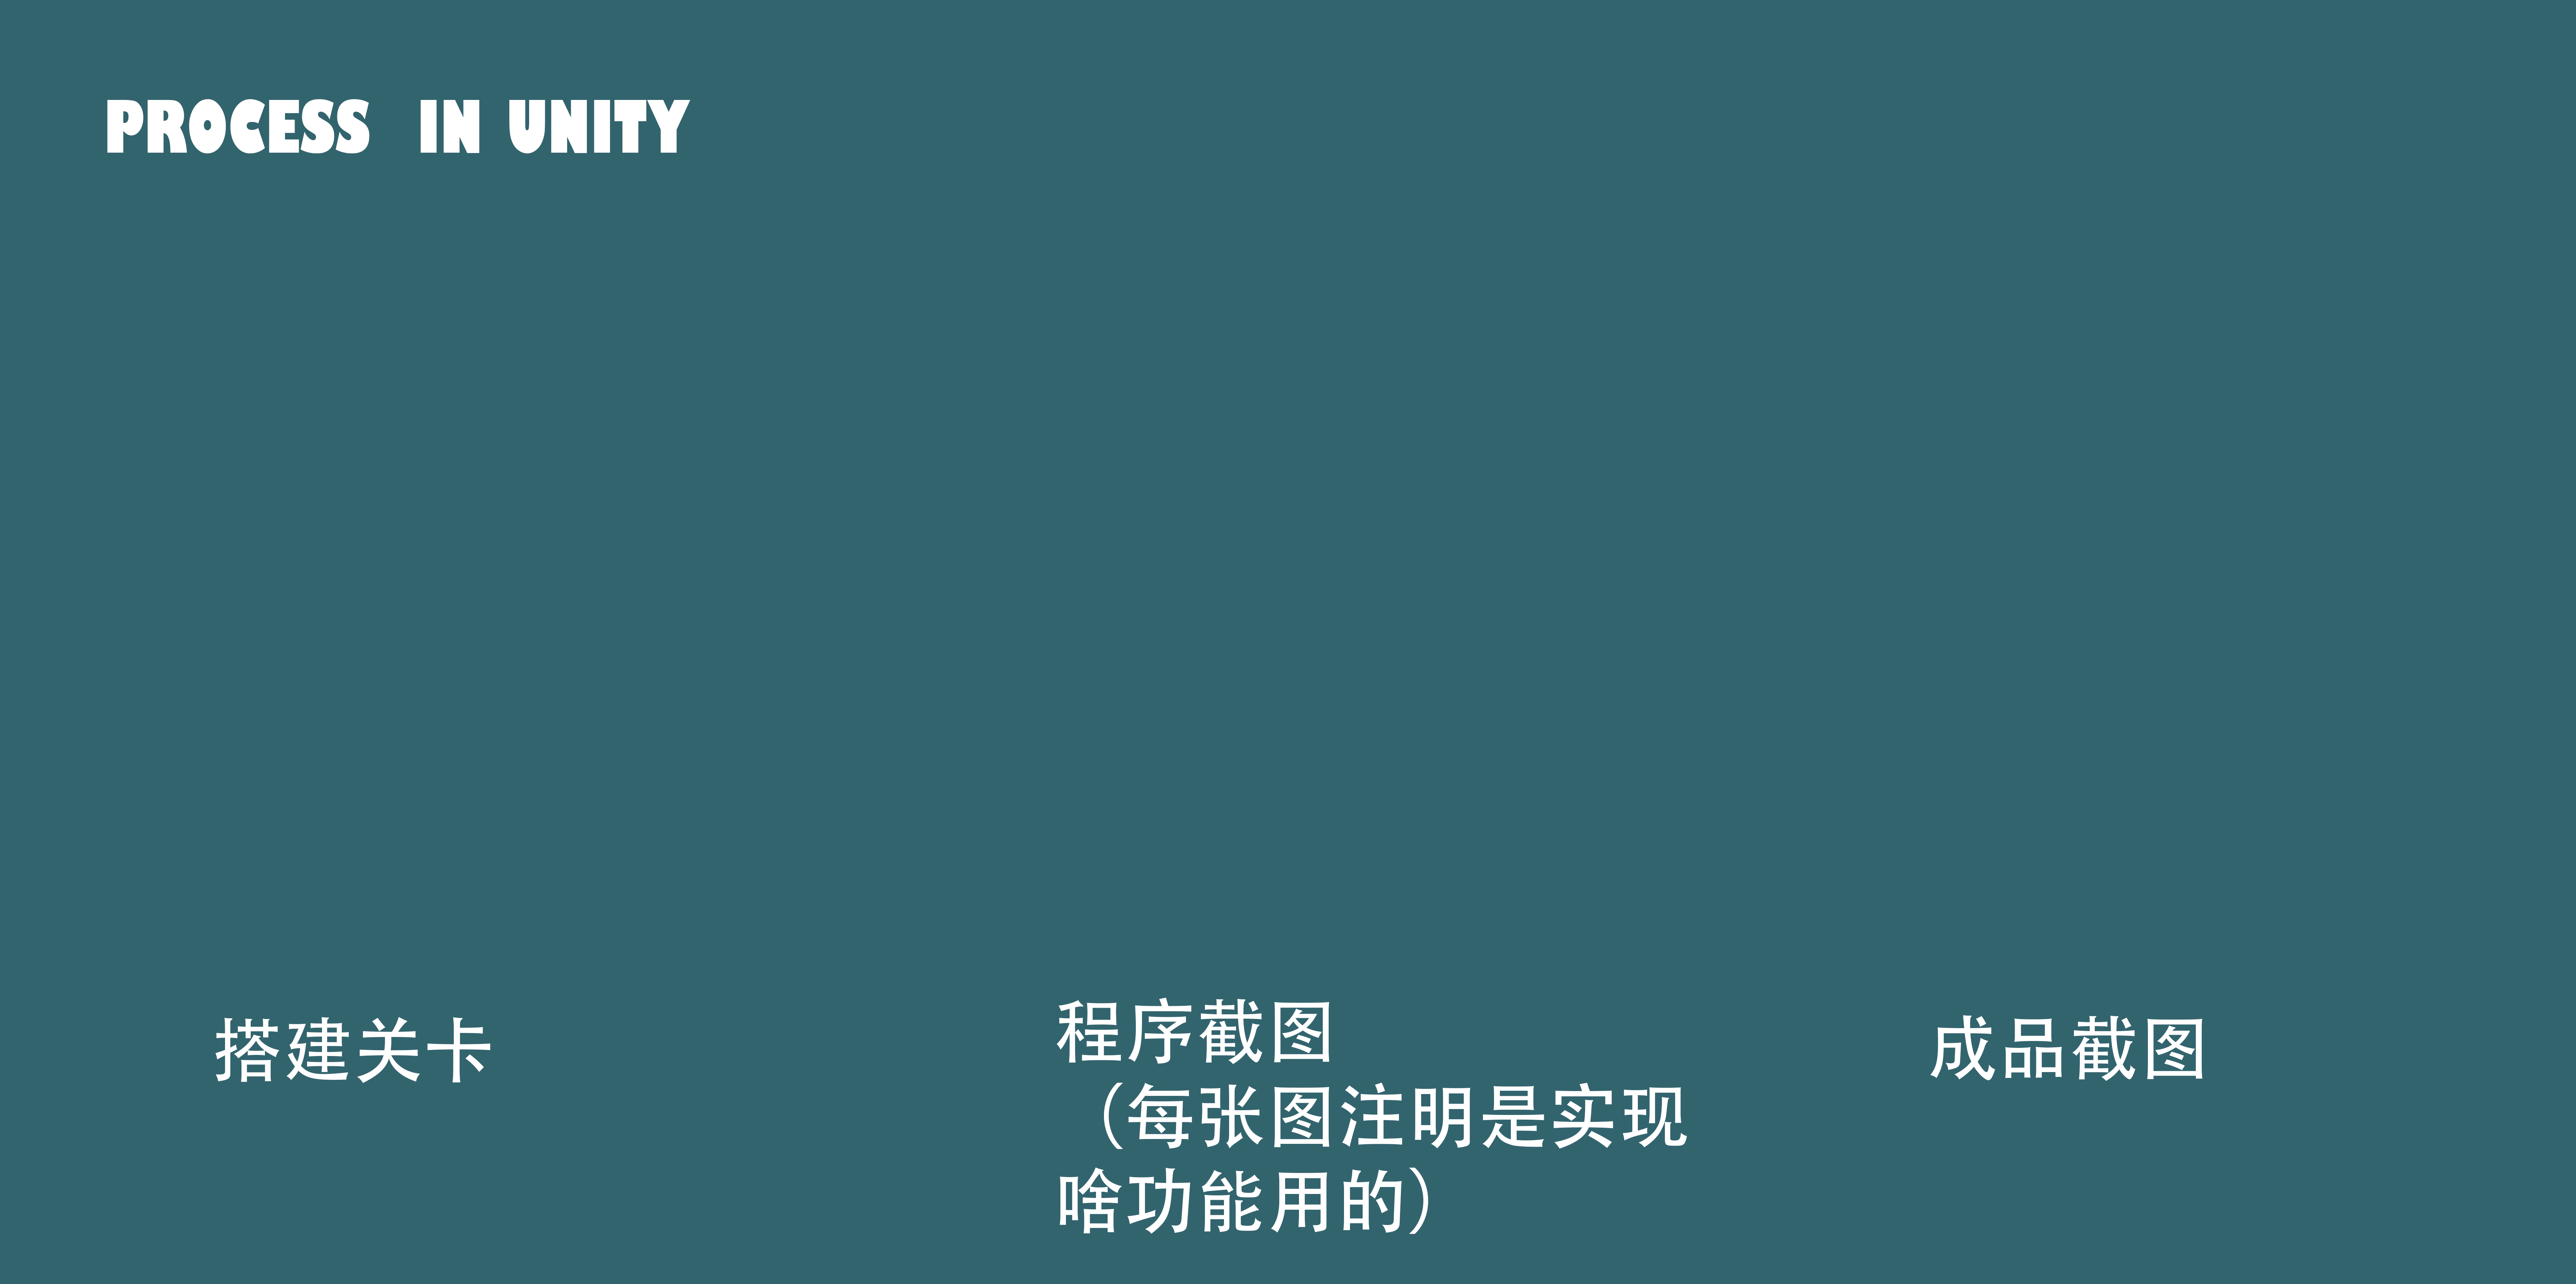 PROCESS IN UNITY
搭建关卡
程序截图
（每张图注明是实现
啥功能用的）
成品截图